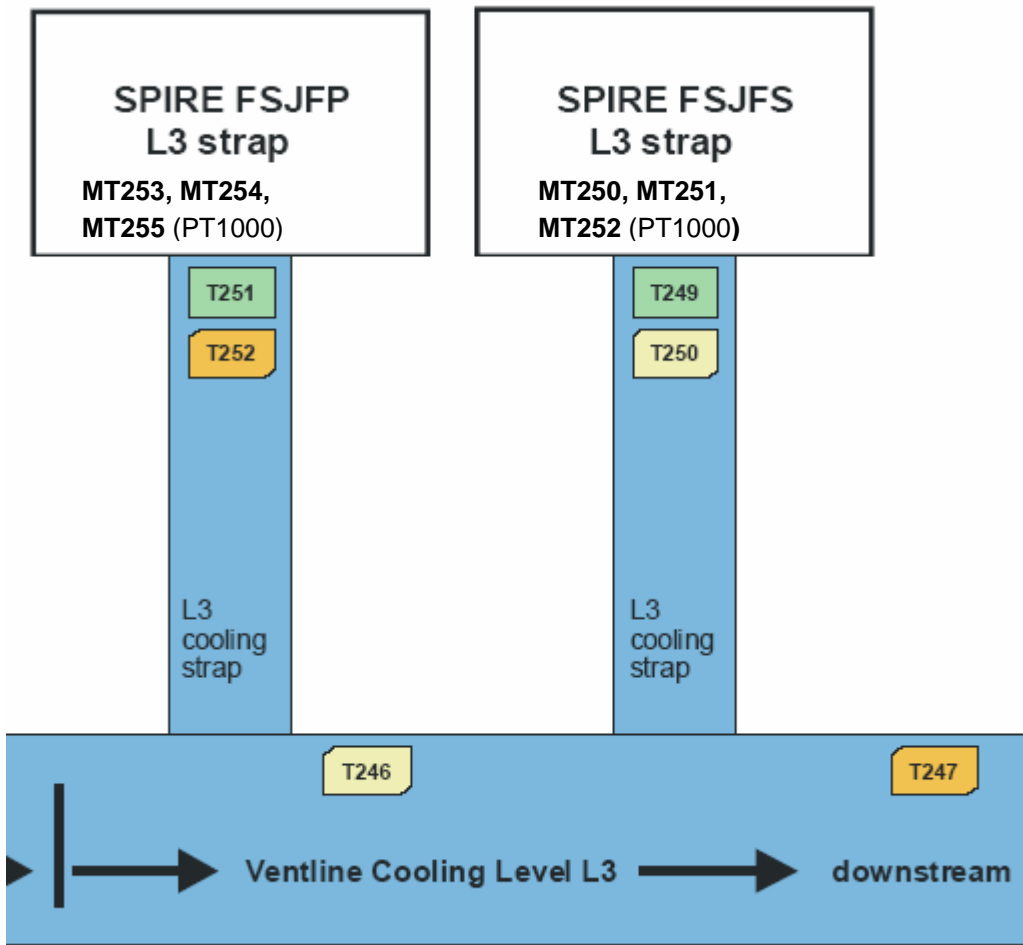 SPIRE FSJFP
L3 strap
MT253, MT254,
MT255 (PT1000)
SPIRE FSJFS
L3 strap
MT250, MT251,
MT252 (PT1000)
T251
T252
T249
T250
L3
cooling
strap
L3
cooling
strap
T246
T247
Ventline Cooling Level L3
downstream